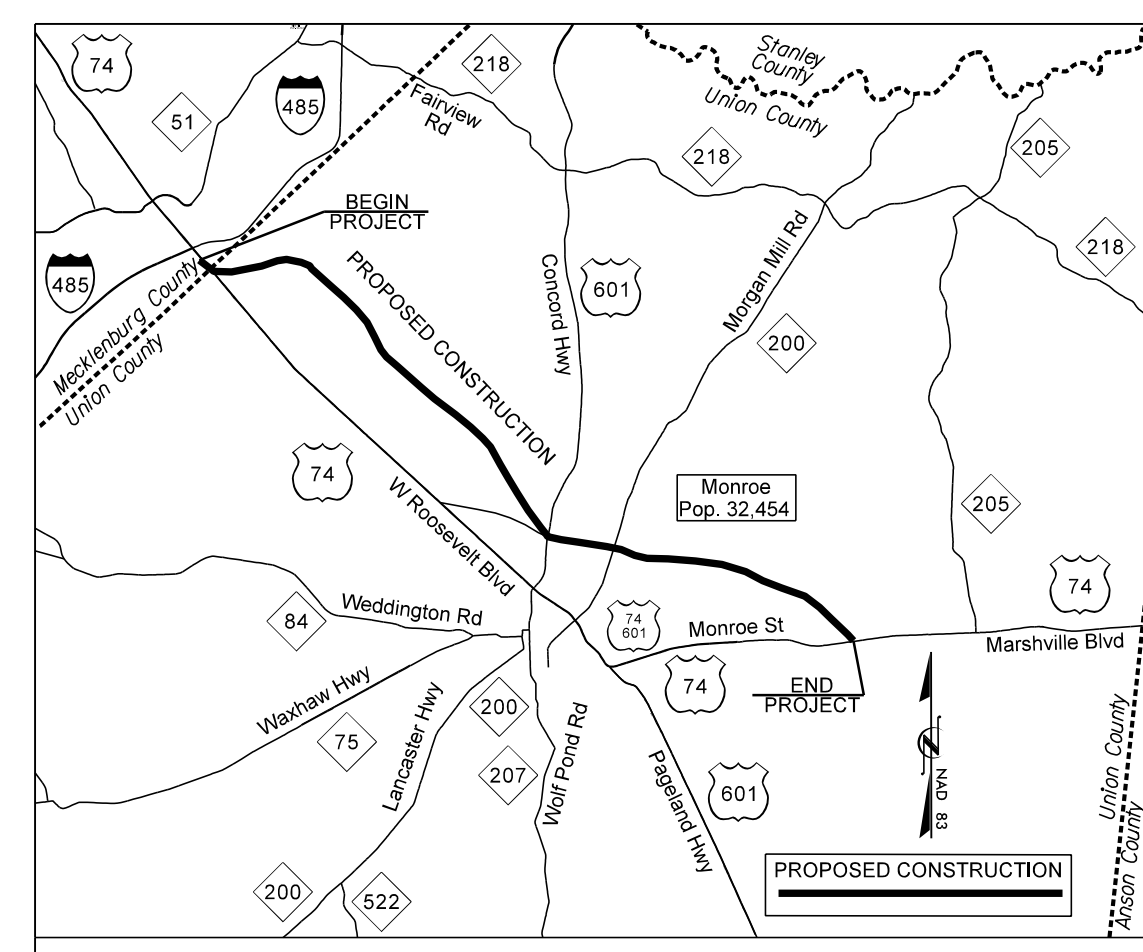 74
51
485
218
Fairview
Rd
Stanley
County
Union County
218
205
218
BEGIN
PROJECT
485
Mecklenburg County
Union County
PROPOSED CONSTRUCTION
Concord Hwy
601
Morgan Mill Rd
200
74
W Roosevelt Blvd
Monroe
Pop. 32,454
205
74
84
Weddington Rd
74
601
Monroe St
Marshville Blvd
Waxhaw Hwy
75
Lancaster Hwy
200
207
Wolf Pond Rd
74
END
PROJECT
Pageland Hwy
601
N
NAD 83
Union County
Anson County
200
522
PROPOSED CONSTRUCTION